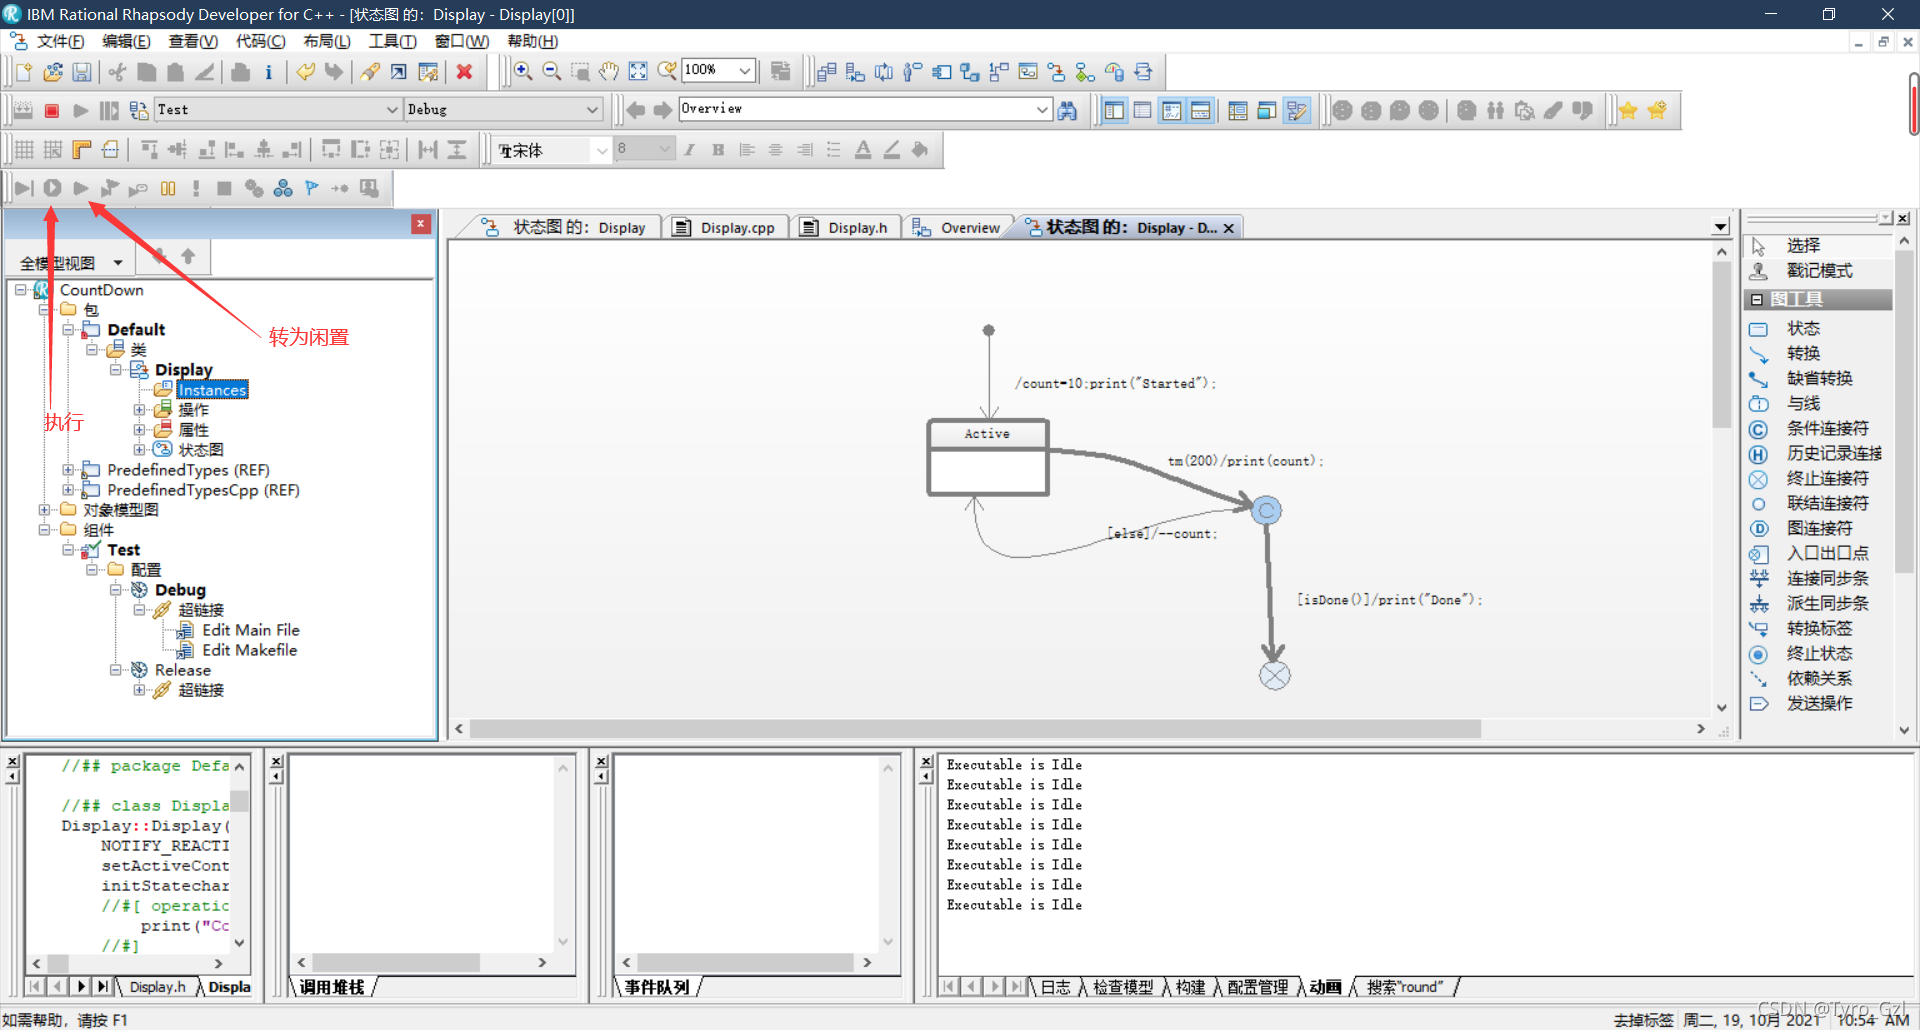 IBM Rational Rhapsody Developer for C++ - [状态图 的:  Display - Display[0]]
文件(F) 编辑(E) 查看(V) 代码(C) 布局(L) 工具(T) 窗口(W) 帮助(H)
100%
Test Debug Overview
宋体 8
全模型视图
CountDown
包
Default
类
Display
Instances
操作
属性
状态图
PredefinedTypes (REF)
PredefinedTypesCpp (REF)
对象模型图
组件
Test
配置
Debug
超链接
Edit Main File
Edit Makefile
Release
超链接
执行
转为闲置
状态图 的:  Display
Display.cpp
Display.h
Overview
状态图 的:  Display - D...
/count=10;print("Started");
Active
tm(200)/print(count);
C
[else]/--count;
[isDone()]/print("Done");
选择
戳记模式
图工具
状态
转换
缺省转换
与线
条件连接符
历史记录连接
终止连接符
联结连接符
图连接符
入口出口点
连接同步条
派生同步条
转换标签
终止状态
依赖关系
发送操作
//## package Defa
//## class Displa
Display::Display(
NOTIFY_REACTI
setActiveCont
initStatechar
//#[ operatic
print("Co
//#]
Display.h Displa
调用堆栈
事件队列
Executable is Idle
Executable is Idle
Executable is Idle
Executable is Idle
Executable is Idle
Executable is Idle
Executable is Idle
Executable is Idle
日志 检查模型 构建 配置管理 动画 搜索"round"
如需帮助，请按 F1
去掉标签 周二, 19, 10月 2021 10:54 AM
CSDN @Tyro_Gzl